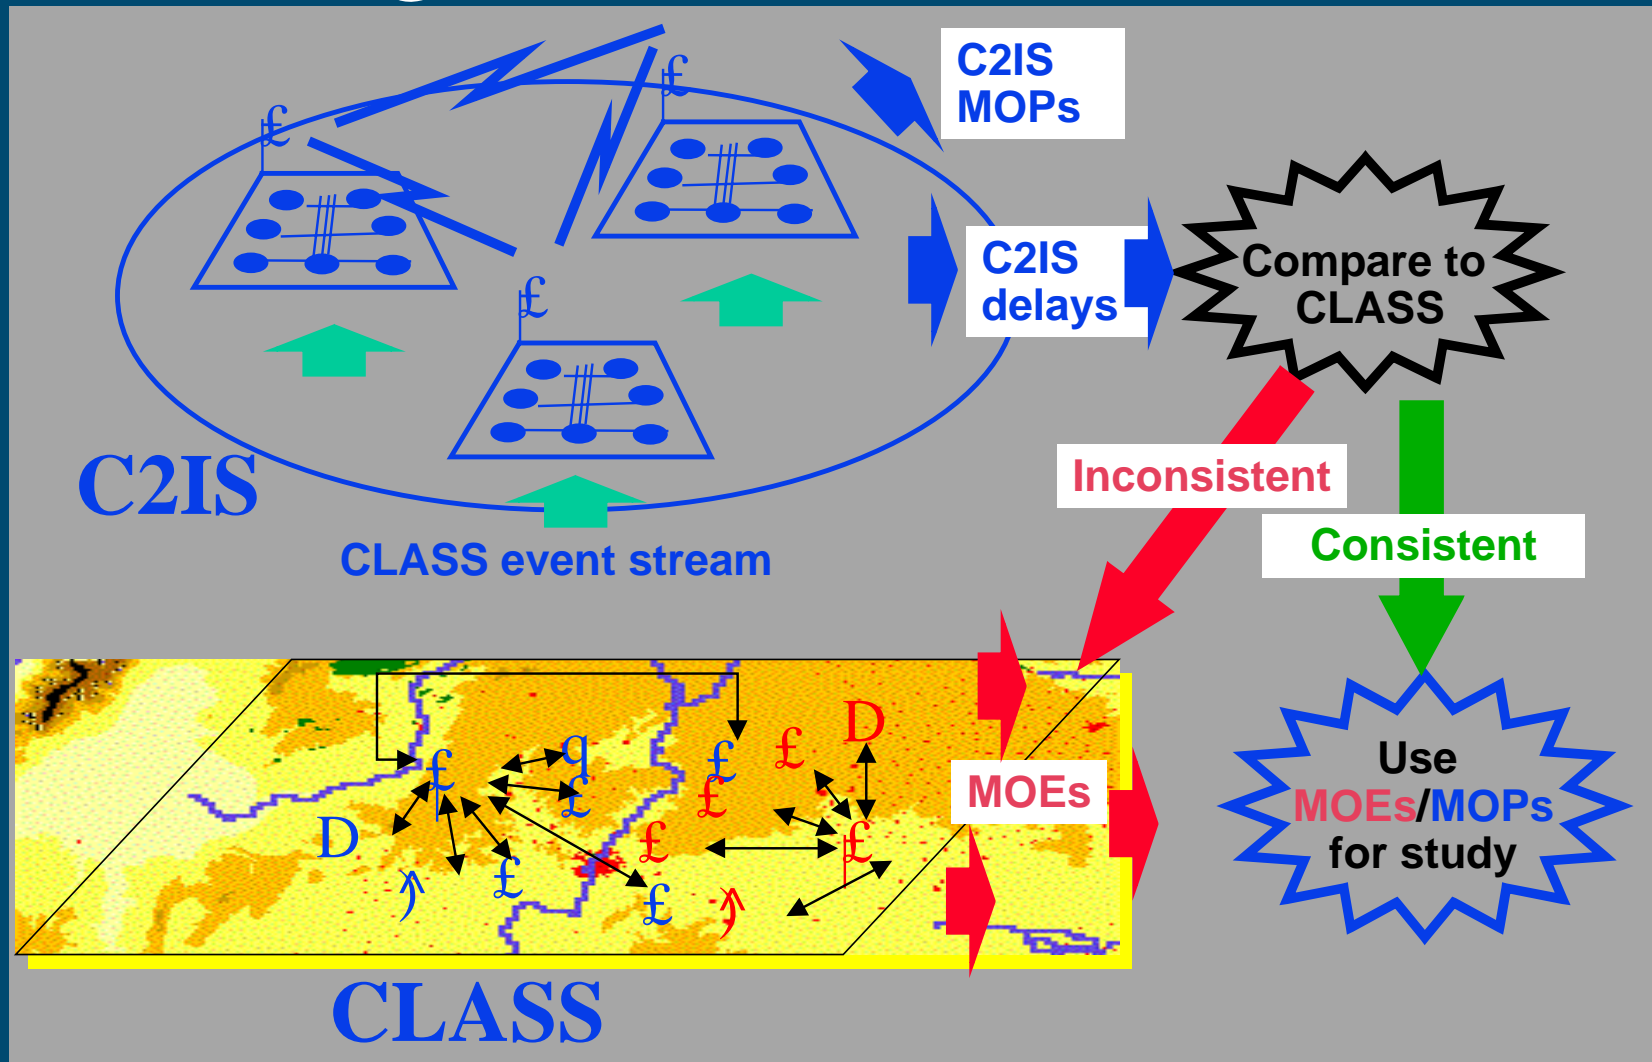 C2IS
MOPs
£
£
C2IS
delays
Compare to
CLASS
£
C2IS
Inconsistent
Consistent
CLASS event stream
D
q
£
£
£
£
£
MOEs
D
£
£
£
£
Use
MOEs/MOPs
for study
CLASS